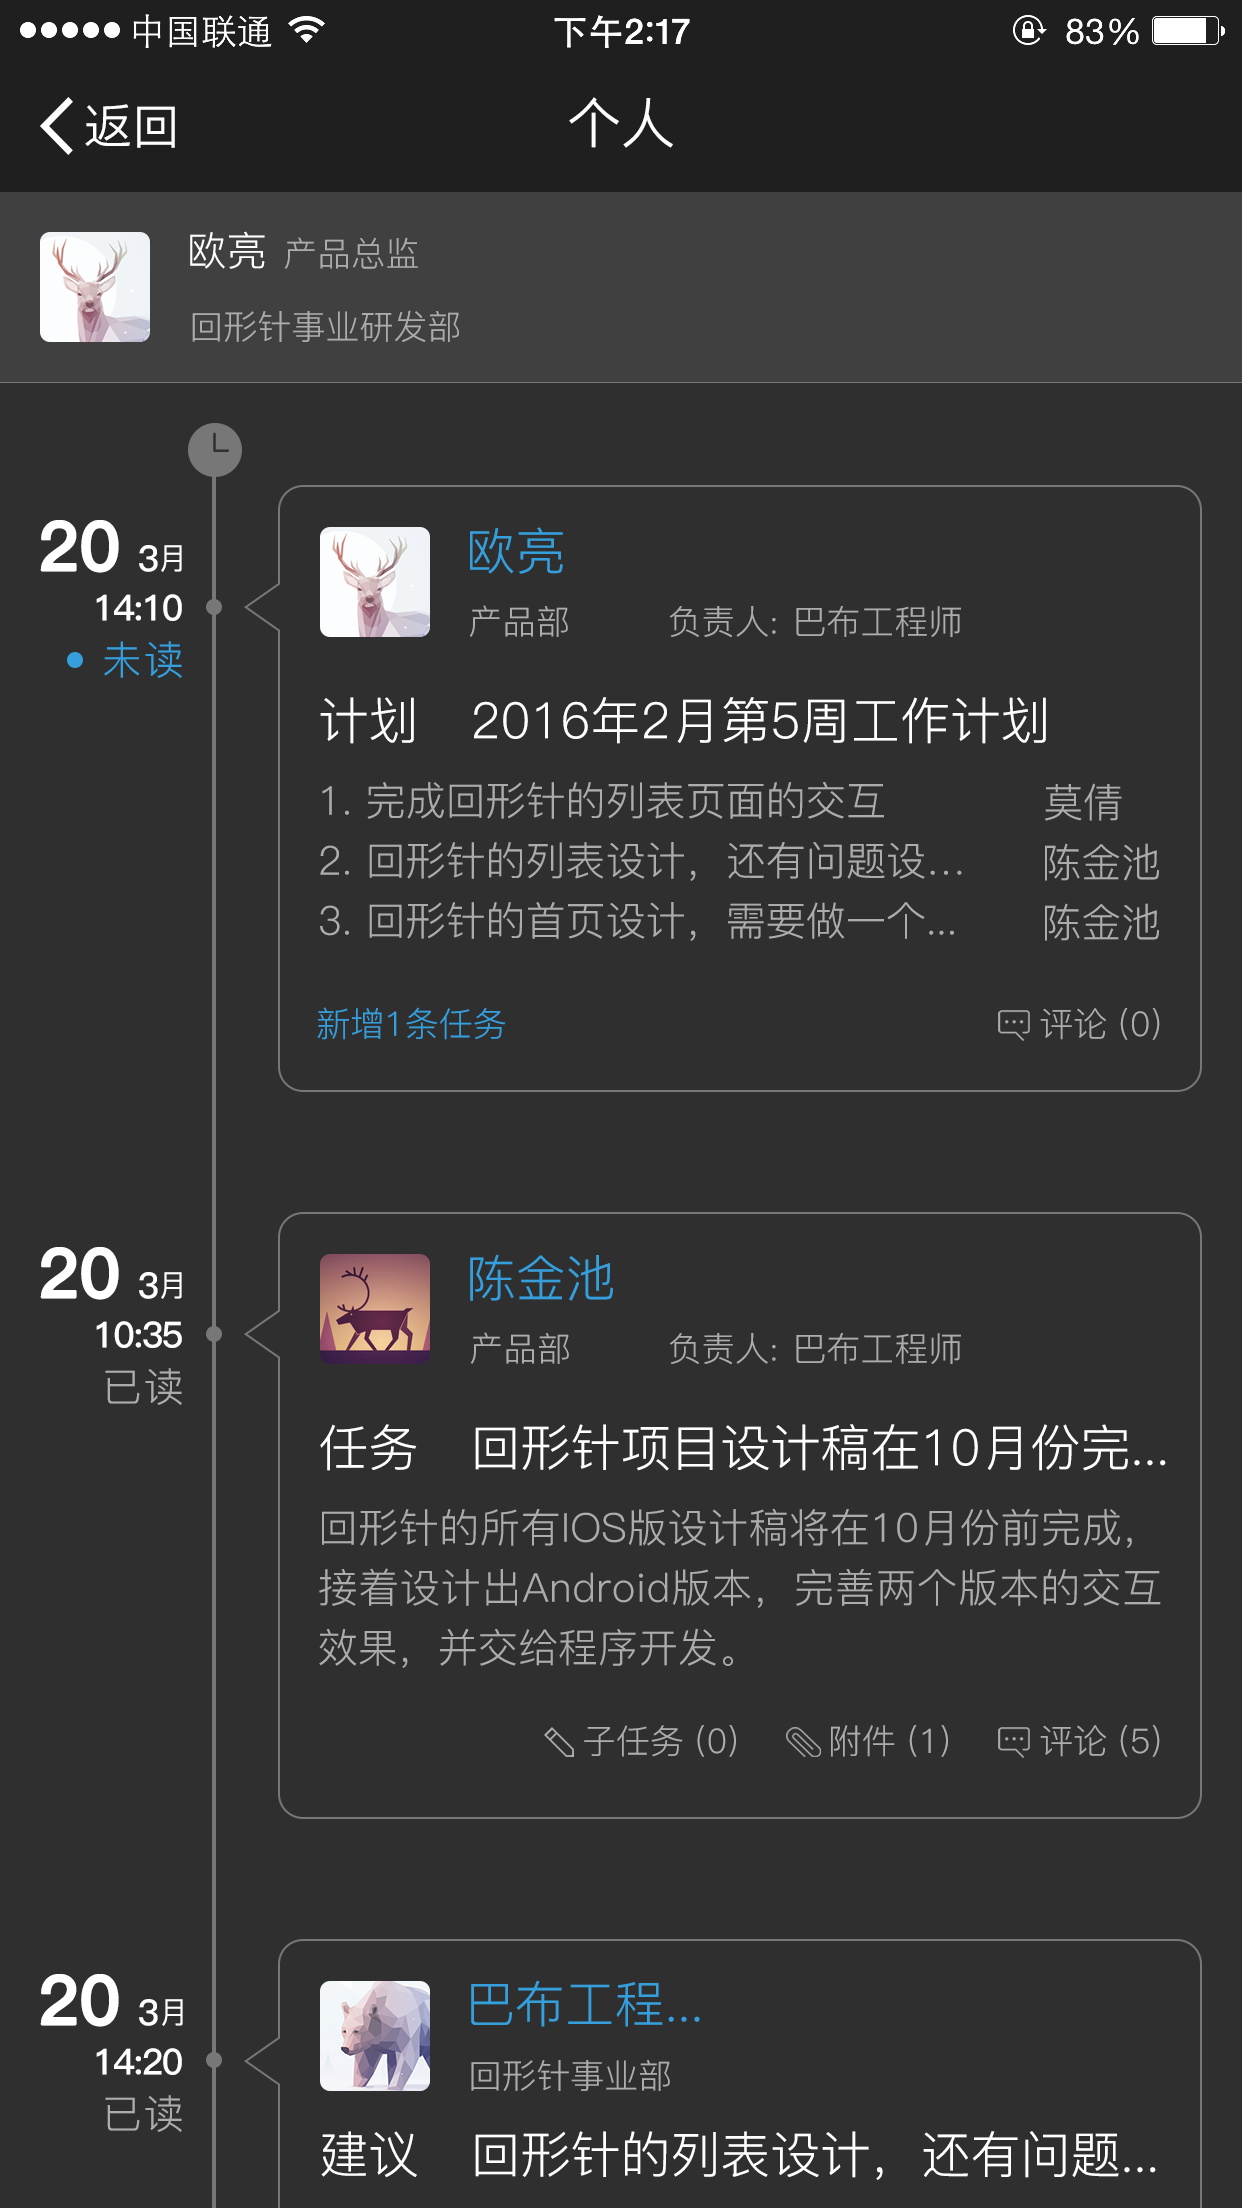 中国联通 下午2:17 83%
返回 个人
欧亮 产品总监
回形针事业研发部
20 3月
14:10
未读
欧亮
产品部 负责人: 巴布工程师
计划 2016年2月第5周工作计划
1. 完成回形针的列表页面的交互 莫倩
2. 回形针的列表设计，还有问题设... 陈金池
3. 回形针的首页设计，需要做一个... 陈金池
新增1条任务 评论 (0)
20 3月
10:35
已读
陈金池
产品部 负责人: 巴布工程师
任务 回形针项目设计稿在10月份完...
回形针的所有IOS版设计稿将在10月份前完成，
接着设计出Android版本，完善两个版本的交互
效果，并交给程序开发。
子任务 (0) 附件 (1) 评论 (5)
20 3月
14:20
已读
巴布工程...
回形针事业部
建议 回形针的列表设计，还有问题...